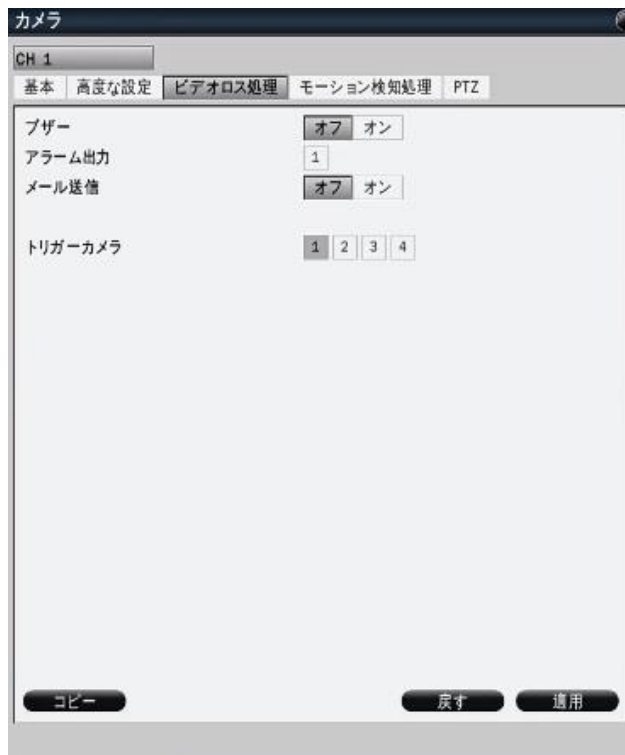 カメラ
CH 1
基本 高度な設定 ビデオロス処理 モーション検知処理 PTZ
ブザー オフ オン
アラーム出力 1
メール送信 オフ オン
トリガーカメラ 1 2 3 4
コピー 戻す 適用